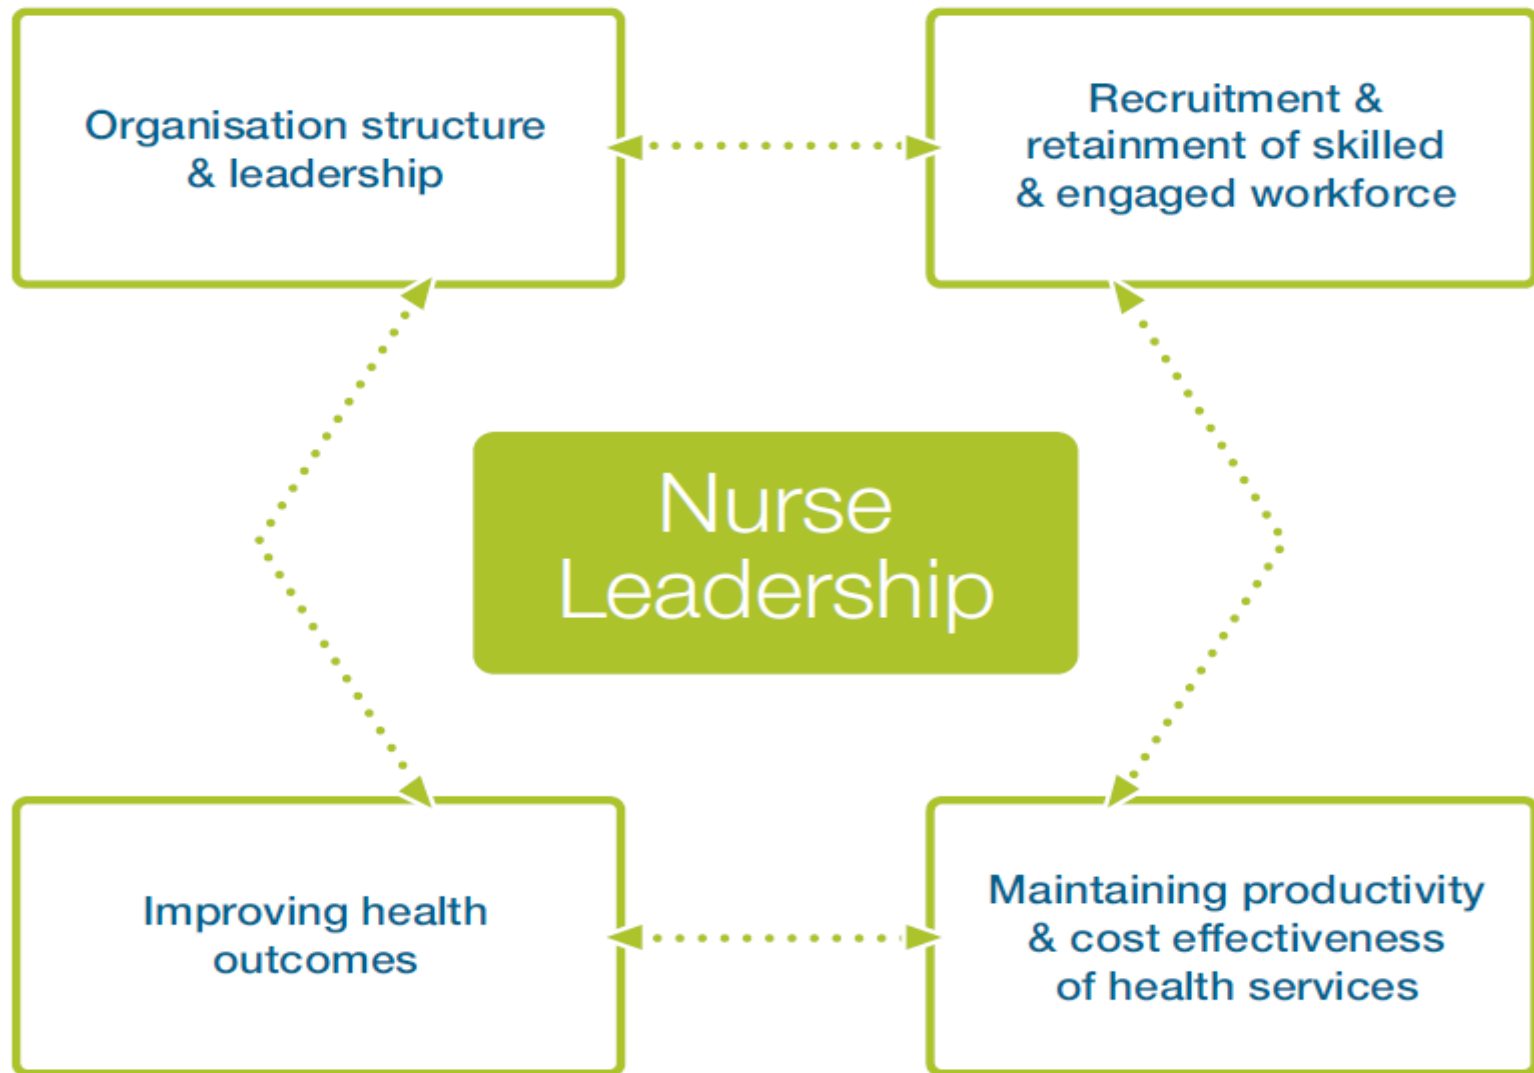 Organisation structure
& leadership
Recruitment &
retainment of skilled
& engaged workforce
Nurse
Leadership
Improving health
outcomes
Maintaining productivity
& cost effectiveness
of health services